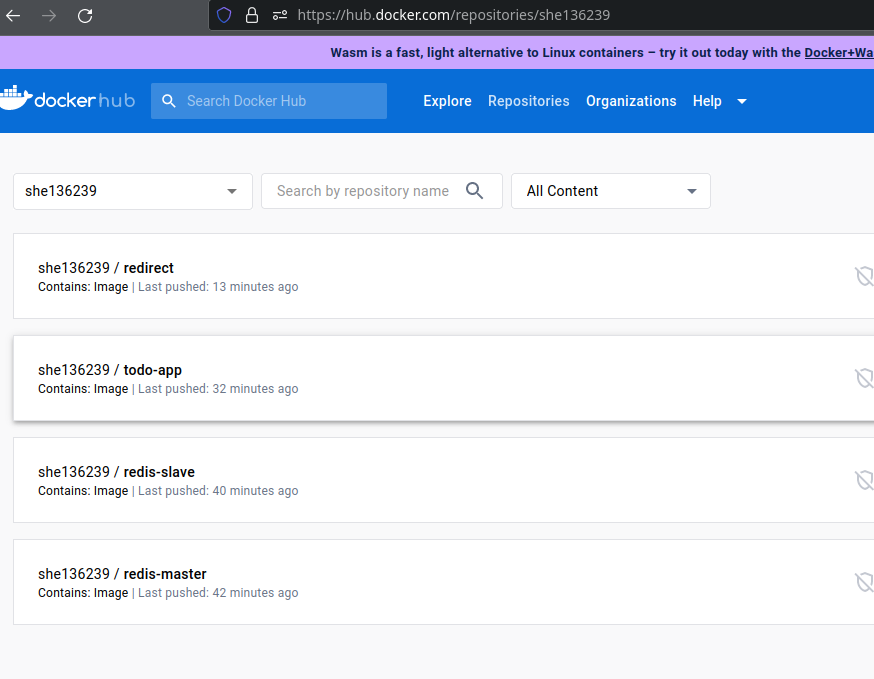 https://hub.docker.com/repositories/she136239
Wasm is a fast, light alternative to Linux containers – try it out today with the Docker+Wa
dockerhub Search Docker Hub Explore Repositories Organizations Help
she136239 Search by repository name All Content
she136239 / redirect
Contains: Image | Last pushed: 13 minutes ago
she136239 / todo-app
Contains: Image | Last pushed: 32 minutes ago
she136239 / redis-slave
Contains: Image | Last pushed: 40 minutes ago
she136239 / redis-master
Contains: Image | Last pushed: 42 minutes ago